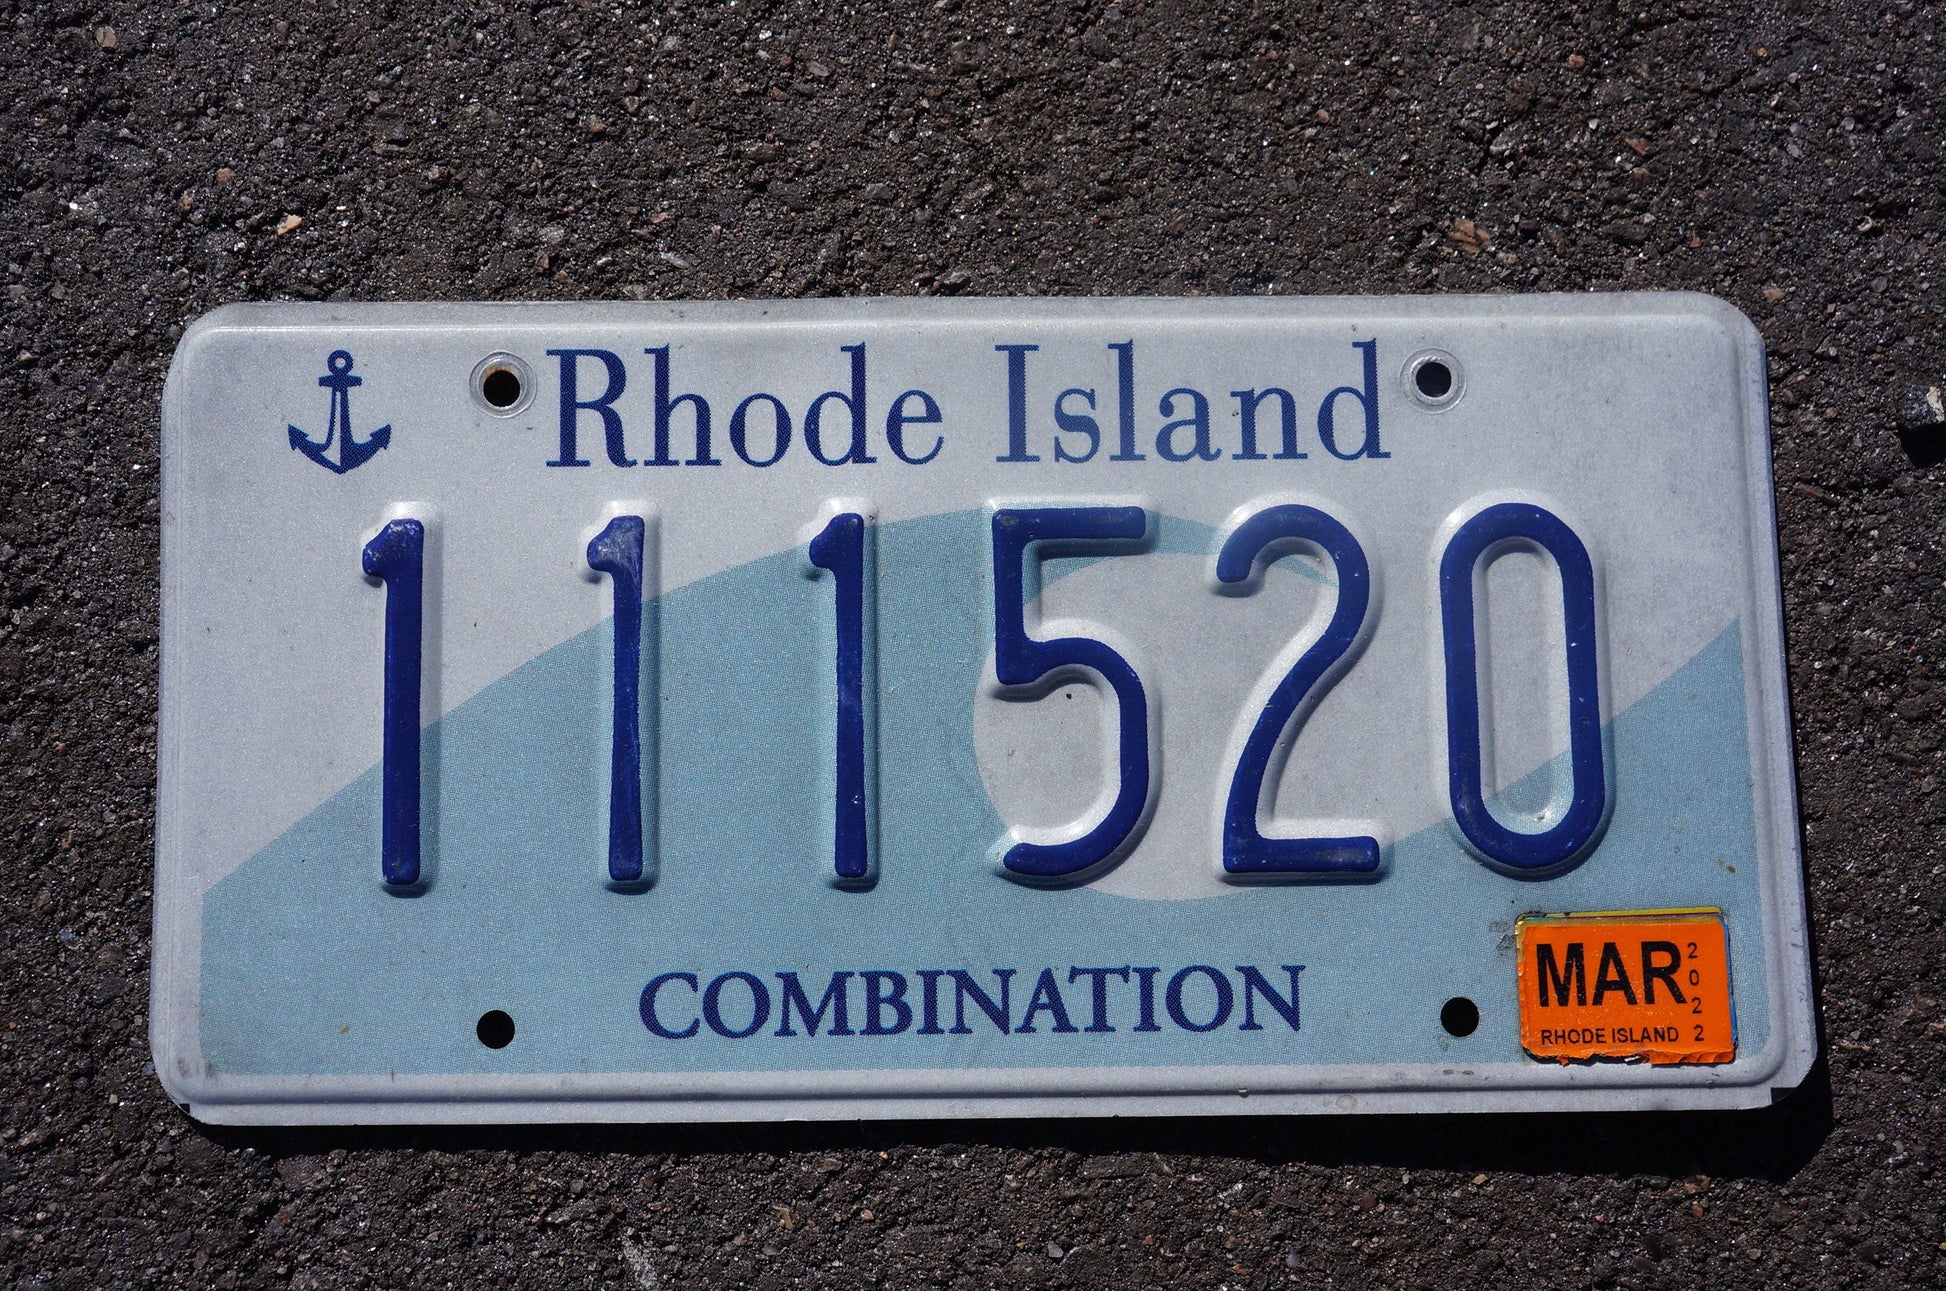 Rhode Island
111520
COMBINATION
MAR 2022
RHODE ISLAND